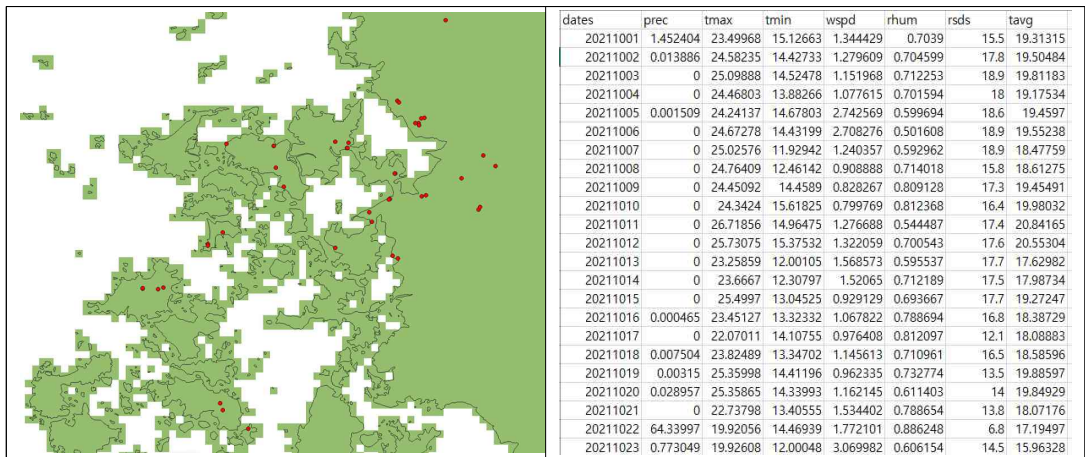 dates prec tmax tmin wspd rhum rsds tavg
20211001 1.452404 23.49968 15.12663 1.344429 0.7039 15.5 19.31315
20211002 0.013886 24.58235 14.42733 1.279609 0.704599 17.8 19.50484
20211003 0 25.09888 14.52478 1.151968 0.712253 18.9 19.81183
20211004 0 24.46803 13.88266 1.077615 0.701594 18 19.17534
20211005 0.001509 24.24137 14.67803 2.742569 0.599694 18.6 19.4597
20211006 0 24.67278 14.43199 2.708276 0.501608 18.9 19.55238
20211007 0 25.02576 11.92942 1.240357 0.592962 18.9 18.47759
20211008 0 24.76409 12.46142 0.908888 0.714018 15.8 18.61275
20211009 0 24.45092 14.4589 0.828267 0.809128 17.3 19.45491
20211010 0 24.3424 15.61825 0.799769 0.812368 16.4 19.98032
20211011 0 26.71856 14.96475 1.276688 0.544487 17.4 20.84165
20211012 0 25.73075 15.37532 1.322059 0.700543 17.6 20.55304
20211013 0 23.25859 12.00105 1.568573 0.595537 17.7 17.62982
20211014 0 23.6667 12.30797 1.52065 0.712189 17.5 17.98734
20211015 0 25.4997 13.04525 0.929129 0.693667 17.7 19.27247
20211016 0.000465 23.45127 13.32332 1.067822 0.788694 16.8 18.38729
20211017 0 22.07011 14.10755 0.976408 0.812097 12.1 18.08883
20211018 0.007504 23.82489 13.34702 1.145613 0.710961 16.5 18.58596
20211019 0.00315 25.35998 14.41196 0.962335 0.732774 13.5 19.88597
20211020 0.028957 25.35865 14.33993 1.162145 0.611403 14 19.84929
20211021 0 22.73798 13.40555 1.534402 0.788654 13.8 18.07176
20211022 64.33997 19.92056 14.46939 1.772101 0.886248 6.8 17.19497
20211023 0.773049 19.92608 12.00048 3.069982 0.606154 14.5 15.96328